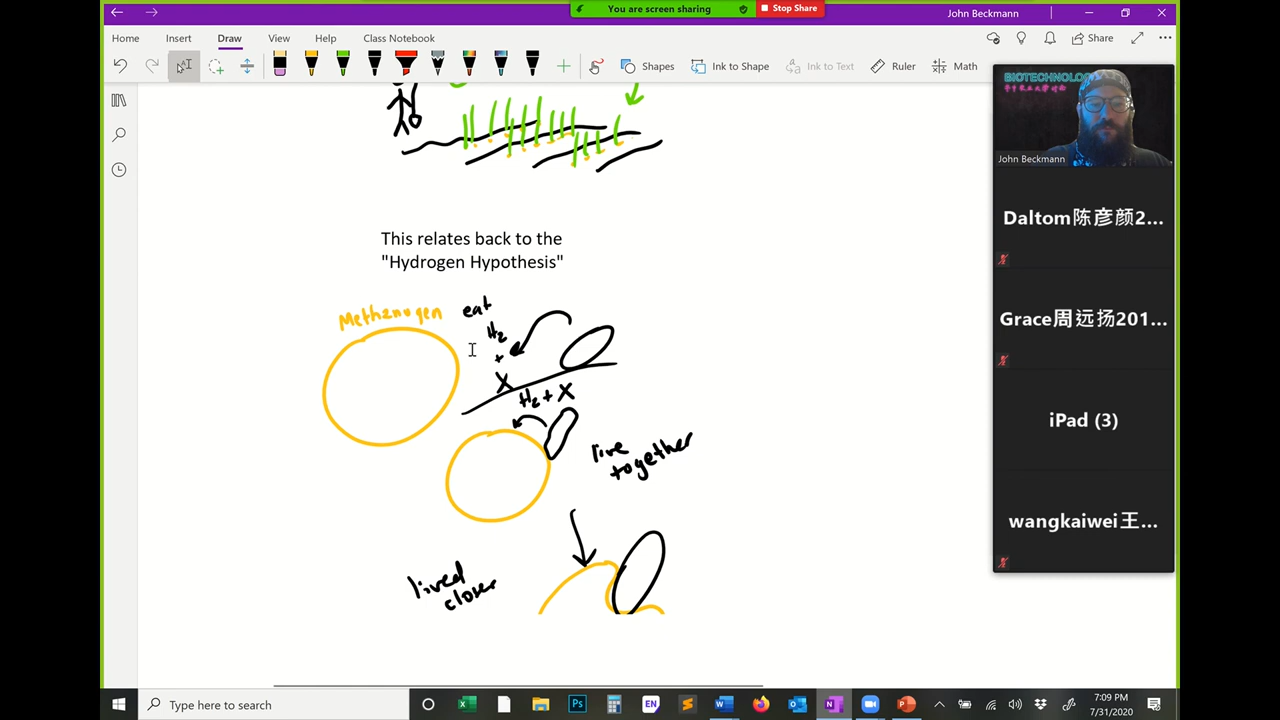 You are screen sharing
Stop Share
John Beckmann
Home
Insert
Draw
View
Help
Class Notebook
Share
Shapes
Ink to Shape
Ink to Text
Ruler
Math
BIOTECHNOLOGY
John Beckmann
Daltom陈彦颜2...
Grace周远扬201...
iPad (3)
wangkaiwei王...
This relates back to the
"Hydrogen Hypothesis"
Methanogen
eat
H2
+
X
H2 + X
live
together
lived
closer
Type here to search
EN
7:09 PM
7/31/2020